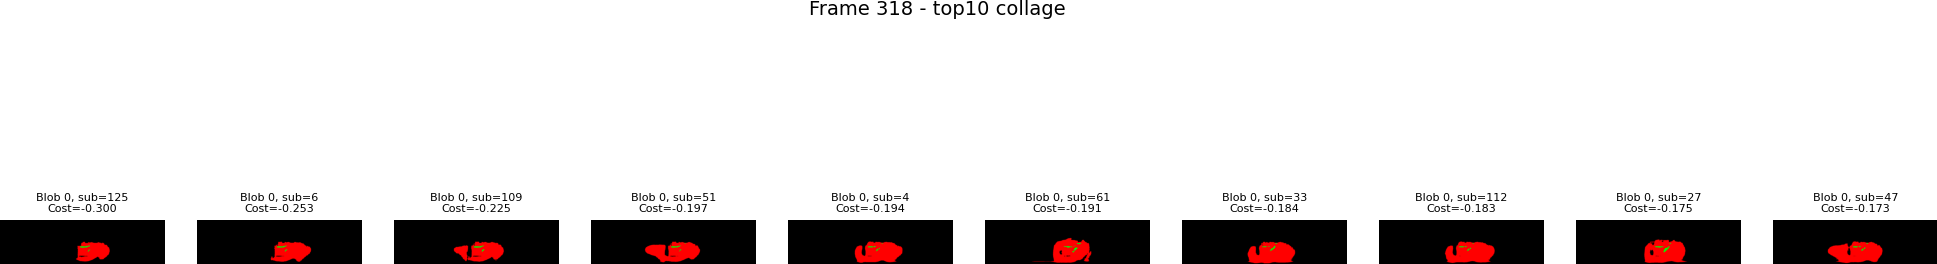 Frame 318 - top10 collage
Blob 0, sub=125
Cost=-0.300
Blob 0, sub=6
Cost=-0.253
Blob 0, sub=109
Cost=-0.225
Blob 0, sub=51
Cost=-0.197
Blob 0, sub=4
Cost=-0.194
Blob 0, sub=61
Cost=-0.191
Blob 0, sub=33
Cost=-0.184
Blob 0, sub=112
Cost=-0.183
Blob 0, sub=27
Cost=-0.175
Blob 0, sub=47
Cost=-0.173